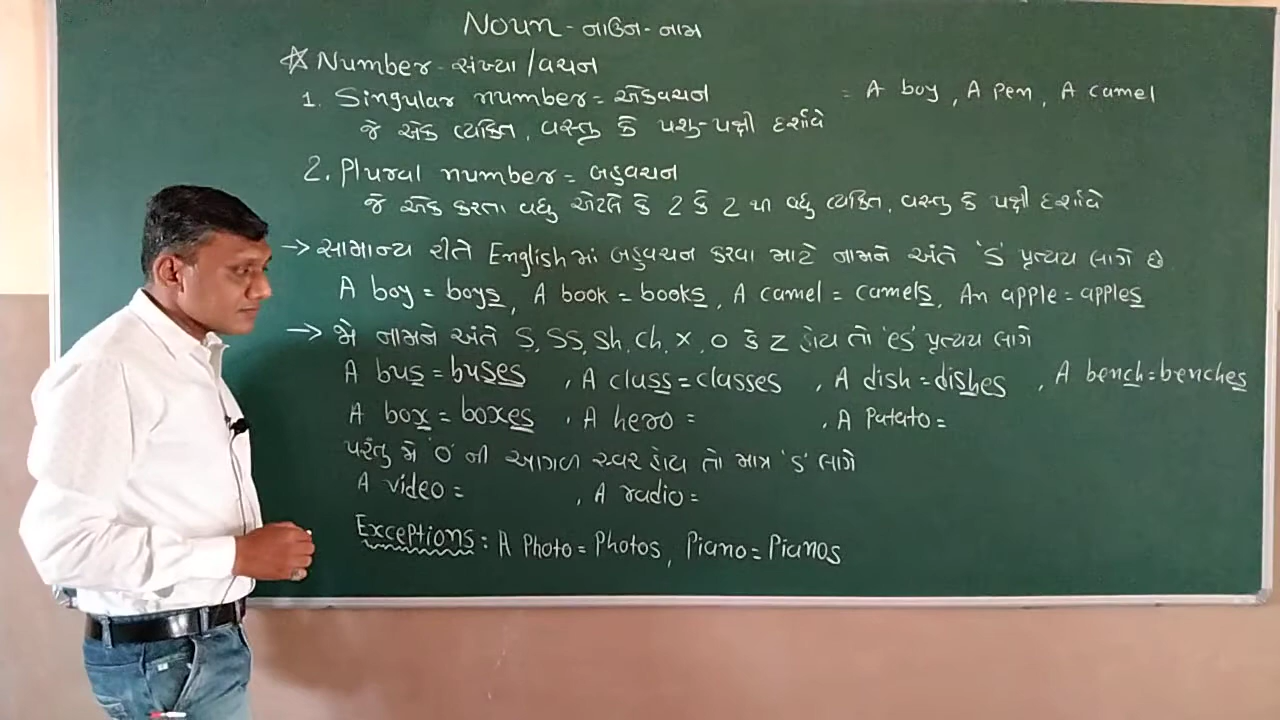 Noun - નાઉન - નામ
☆ Number - સંખ્યા / વચન
1. Singular number = એકવચન = A boy, A pen, A camel
જે એક વ્યક્તિ, વસ્તુ કે પશુ-પક્ષી દર્શાવે
2. Plural number = બહુવચન
જે એક કરતા વધુ એટલે કે 2 કે 2 થી વધુ વ્યક્તિ, વસ્તુ કે પક્ષી દર્શાવે
→ સામાન્ય રીતે English માં બહુવચન કરવા માટે નામને અંતે 'S' પ્રત્યય લાગે છે
A boy = boys, A book = books, A camel = camels, An apple = apples
→ જે નામને અંતે S, SS, Sh, Ch, X, O કે Z હોય તો 'es' પ્રત્યય લાગે
A bus = buses, A class = classes, A dish = dishes, A bench = benches
A box = boxes, A hero =, A Patato =
પરંતુ જે 'O' ની આગળ સ્વર હોય તો માત્ર 'S' લાગે
A video =, A radio =
Exceptions: A Photo = Photos, Piano = Pianos